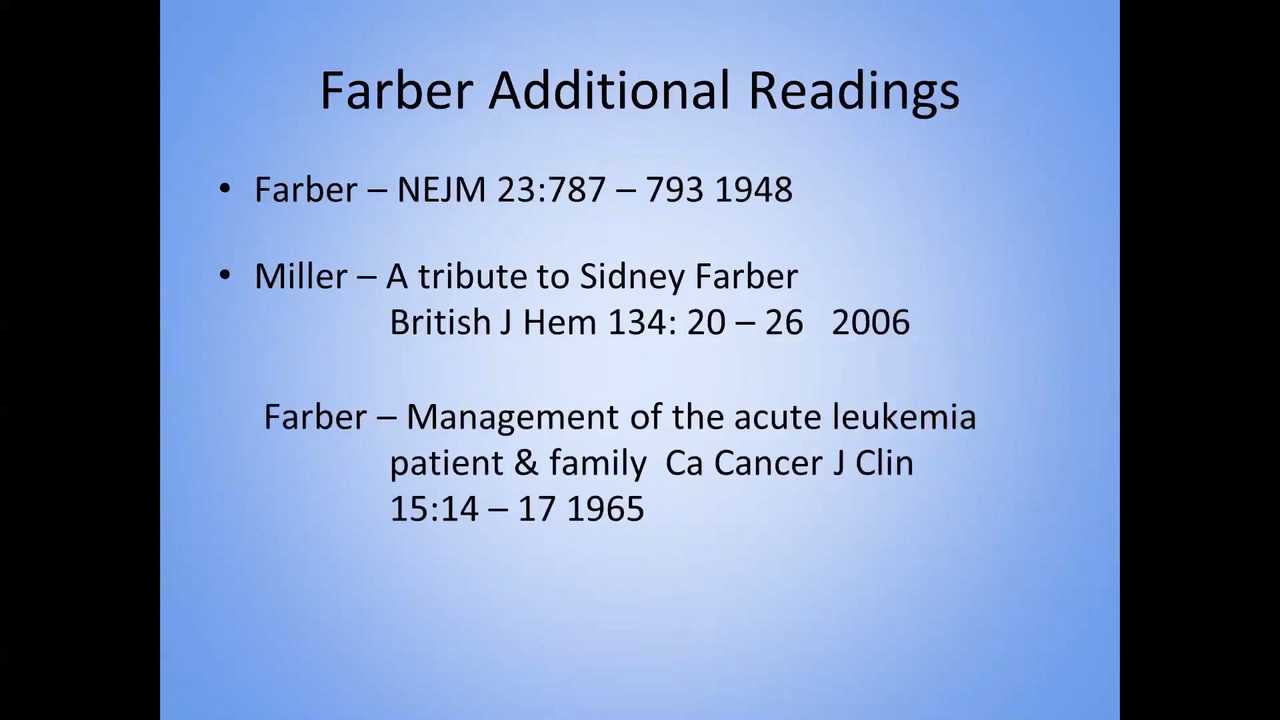 Farber Additional Readings
• Farber – NEJM 23:787 – 793 1948
• Miller – A tribute to Sidney Farber
British J Hem 134: 20 – 26 2006
Farber – Management of the acute leukemia
patient & family Ca Cancer J Clin
15:14 – 17 1965